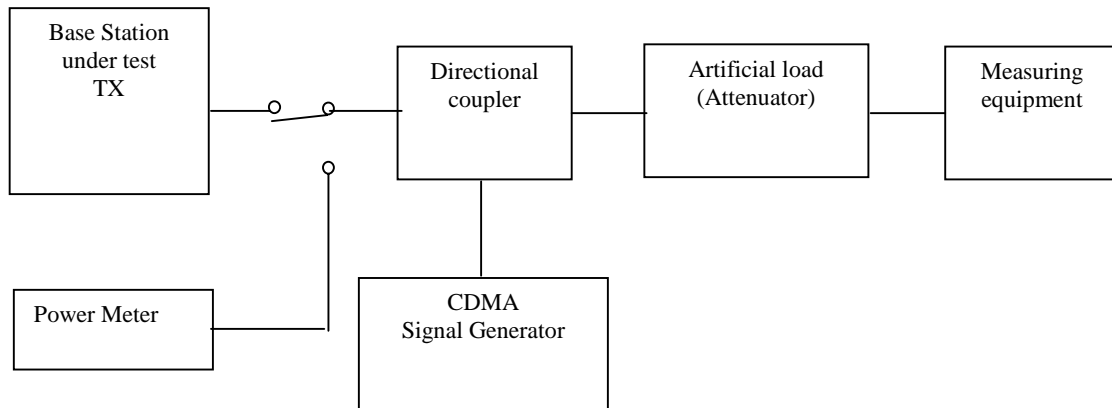 Base Station
under test
TX
Directional
coupler
Artificial load
(Attenuator)
Measuring
equipment
Power Meter
CDMA
Signal Generator